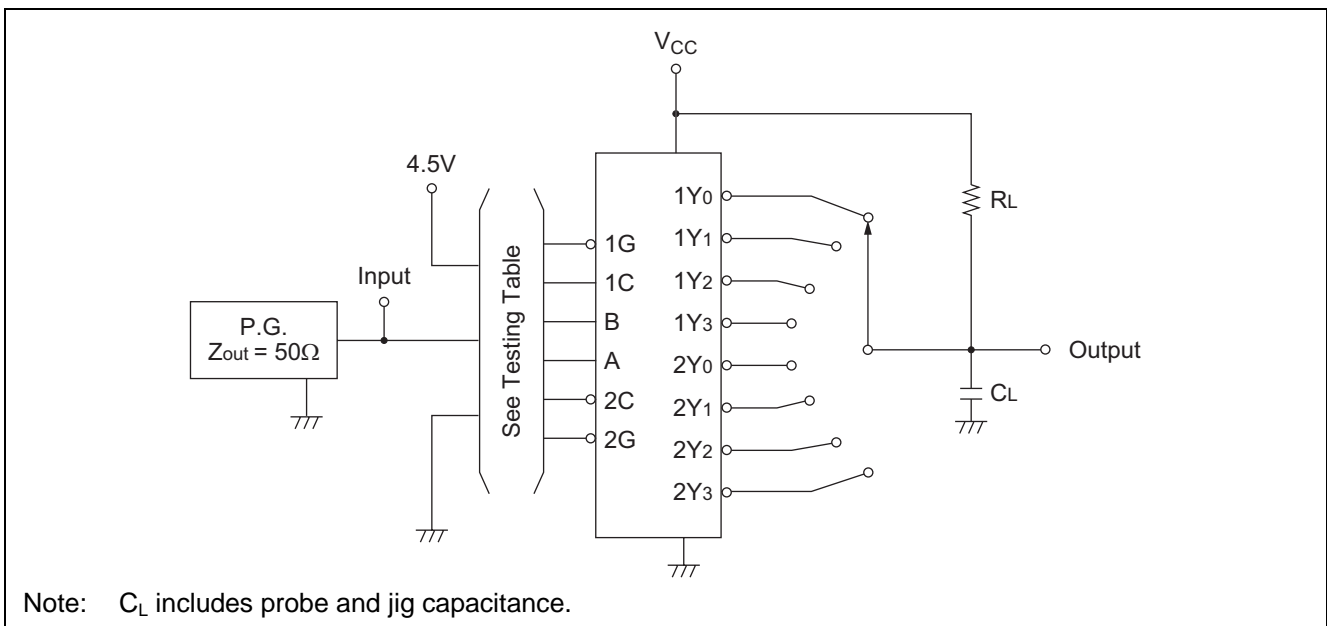 VCC
4.5V
Input
P.G.
Zout = 50Ω
See Testing Table
1G
1C
B
A
2C
2G
1Y0
1Y1
1Y2
1Y3
2Y0
2Y1
2Y2
2Y3
RL
Output
CL
Note: CL includes probe and jig capacitance.